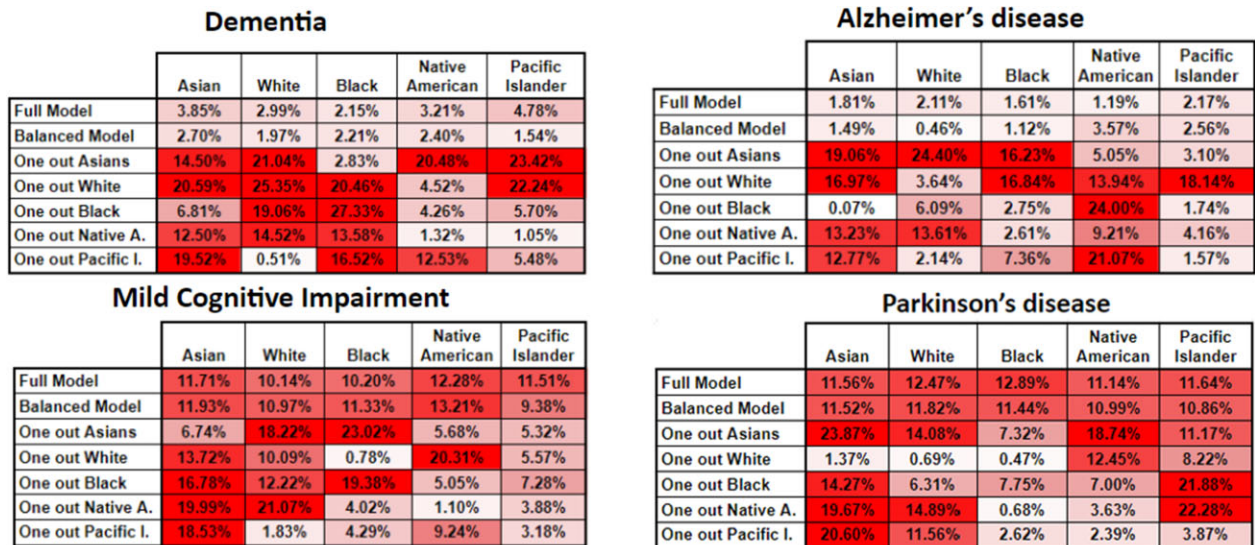 Dementia
Asian White Black Native American Pacific Islander
Full Model 3.85% 2.99% 2.15% 3.21% 4.78%
Balanced Model 2.70% 1.97% 2.21% 2.40% 1.54%
One out Asians 14.50% 21.04% 2.83% 20.48% 23.42%
One out White 20.59% 25.35% 20.46% 4.52% 22.24%
One out Black 6.81% 19.06% 27.33% 4.26% 5.70%
One out Native A. 12.50% 14.52% 13.58% 1.32% 1.05%
One out Pacific I. 19.52% 0.51% 16.52% 12.53% 5.48%
Alzheimer's disease
Asian White Black Native American Pacific Islander
Full Model 1.81% 2.11% 1.61% 1.19% 2.17%
Balanced Model 1.49% 0.46% 1.12% 3.57% 2.56%
One out Asians 19.06% 24.40% 16.23% 5.05% 3.10%
One out White 16.97% 3.64% 16.84% 13.94% 18.14%
One out Black 0.07% 6.09% 2.75% 24.00% 1.74%
One out Native A. 13.23% 13.61% 2.61% 9.21% 4.16%
One out Pacific I. 12.77% 2.14% 7.36% 21.07% 1.57%
Mild Cognitive Impairment
Asian White Black Native American Pacific Islander
Full Model 11.71% 10.14% 10.20% 12.28% 11.51%
Balanced Model 11.93% 10.97% 11.33% 13.21% 9.38%
One out Asians 6.74% 18.22% 23.02% 5.68% 5.32%
One out White 13.72% 10.09% 0.78% 20.31% 5.57%
One out Black 16.78% 12.22% 19.38% 5.05% 7.28%
One out Native A. 19.99% 21.07% 4.02% 1.10% 3.88%
One out Pacific I. 18.53% 1.83% 4.29% 9.24% 3.18%
Parkinson's disease
Asian White Black Native American Pacific Islander
Full Model 11.56% 12.47% 12.89% 11.14% 11.64%
Balanced Model 11.52% 11.82% 11.44% 10.99% 10.86%
One out Asians 23.87% 14.08% 7.32% 18.74% 11.17%
One out White 1.37% 0.69% 0.47% 12.45% 8.22%
One out Black 14.27% 6.31% 7.75% 7.00% 21.88%
One out Native A. 19.67% 14.89% 0.68% 3.63% 22.28%
One out Pacific I. 20.60% 11.56% 2.62% 2.39% 3.87%